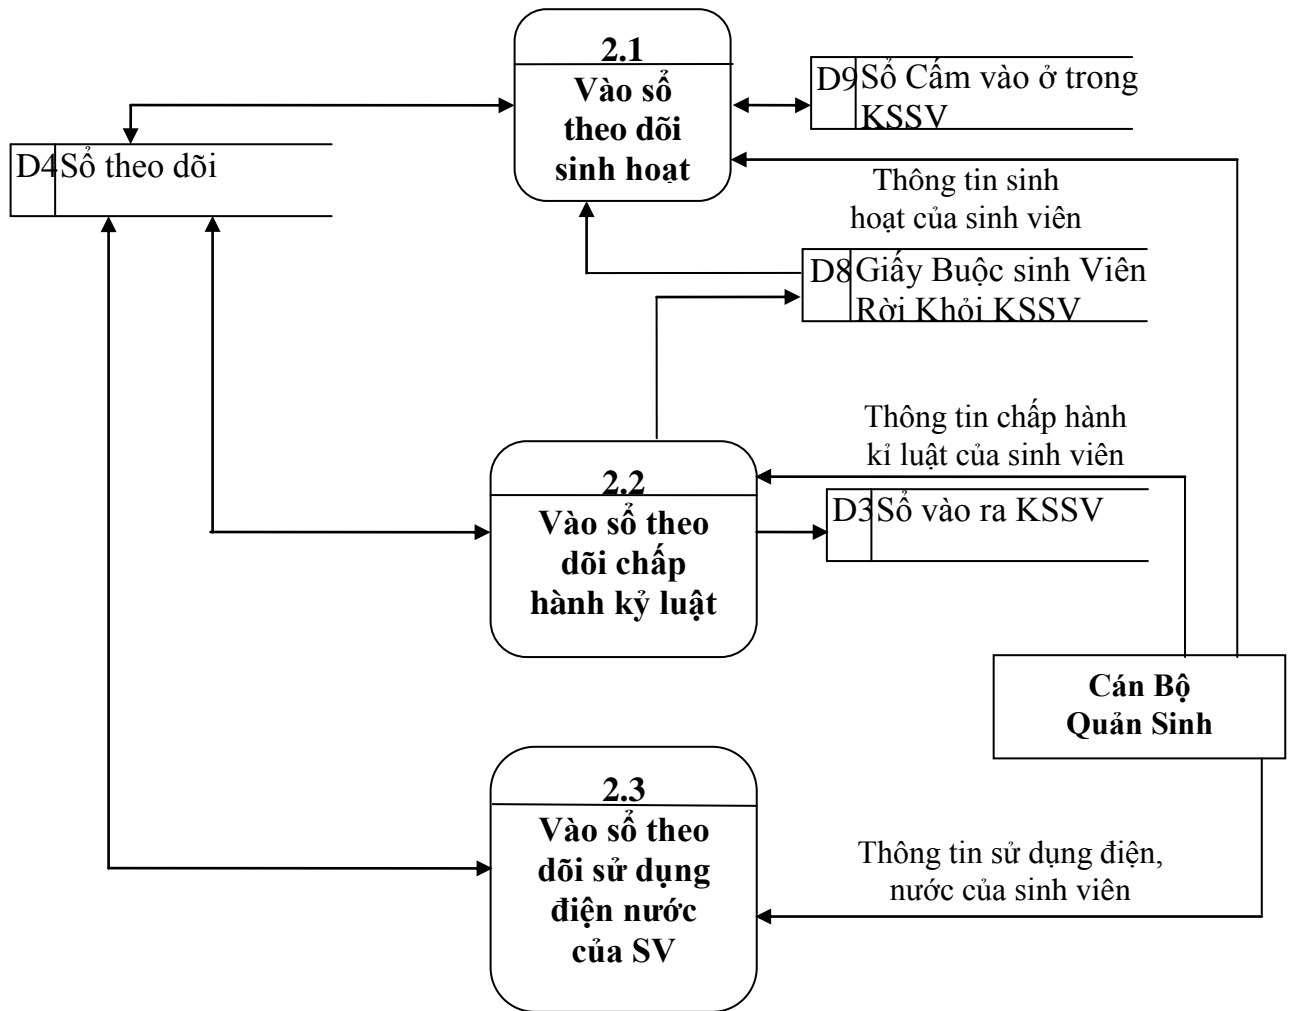 2.1
Vào sổ
theo dõi
sinh hoạt
D9 Sổ Cấm vào ở trong
KSSV
D4 Sổ theo dõi
Thông tin sinh
hoạt của sinh viên
D8 Giấy Buộc sinh Viên
Rời Khỏi KSSV
Thông tin chấp hành
kỉ luật của sinh viên
2.2
Vào sổ theo
dõi chấp
hành kỷ luật
D3 Sổ vào ra KSSV
Cán Bộ
Quản Sinh
2.3
Vào sổ theo
dõi sử dụng
điện nước
của SV
Thông tin sử dụng điện,
nước của sinh viên